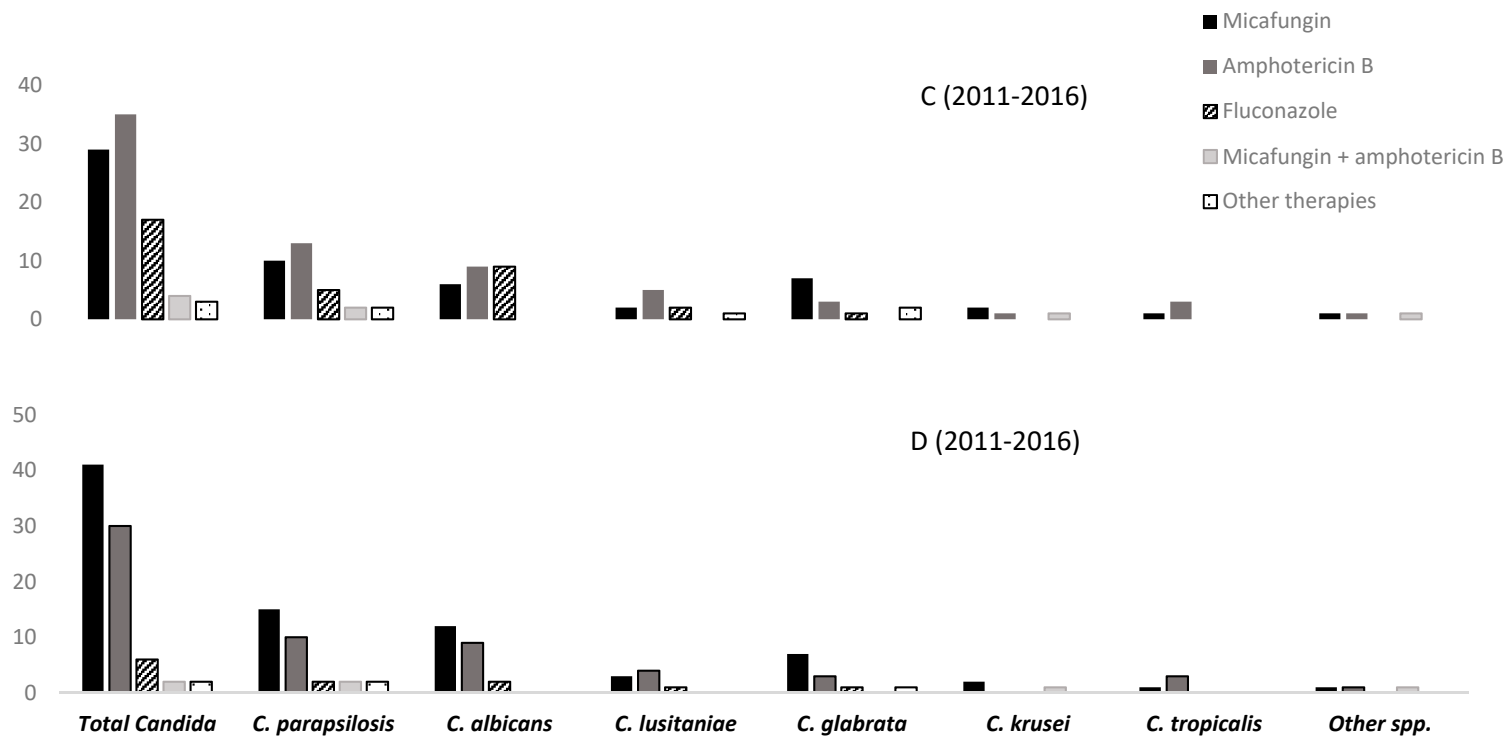 Micafungin
Amphotericin B
Fluconazole
Micafungin + amphotericin B
Other therapies
C (2011-2016)
40
30
20
10
0
D (2011-2016)
50
40
30
20
10
0
Total Candida C. parapsilosis C. albicans C. lusitaniae C. glabrata C. krusei C. tropicalis Other spp.